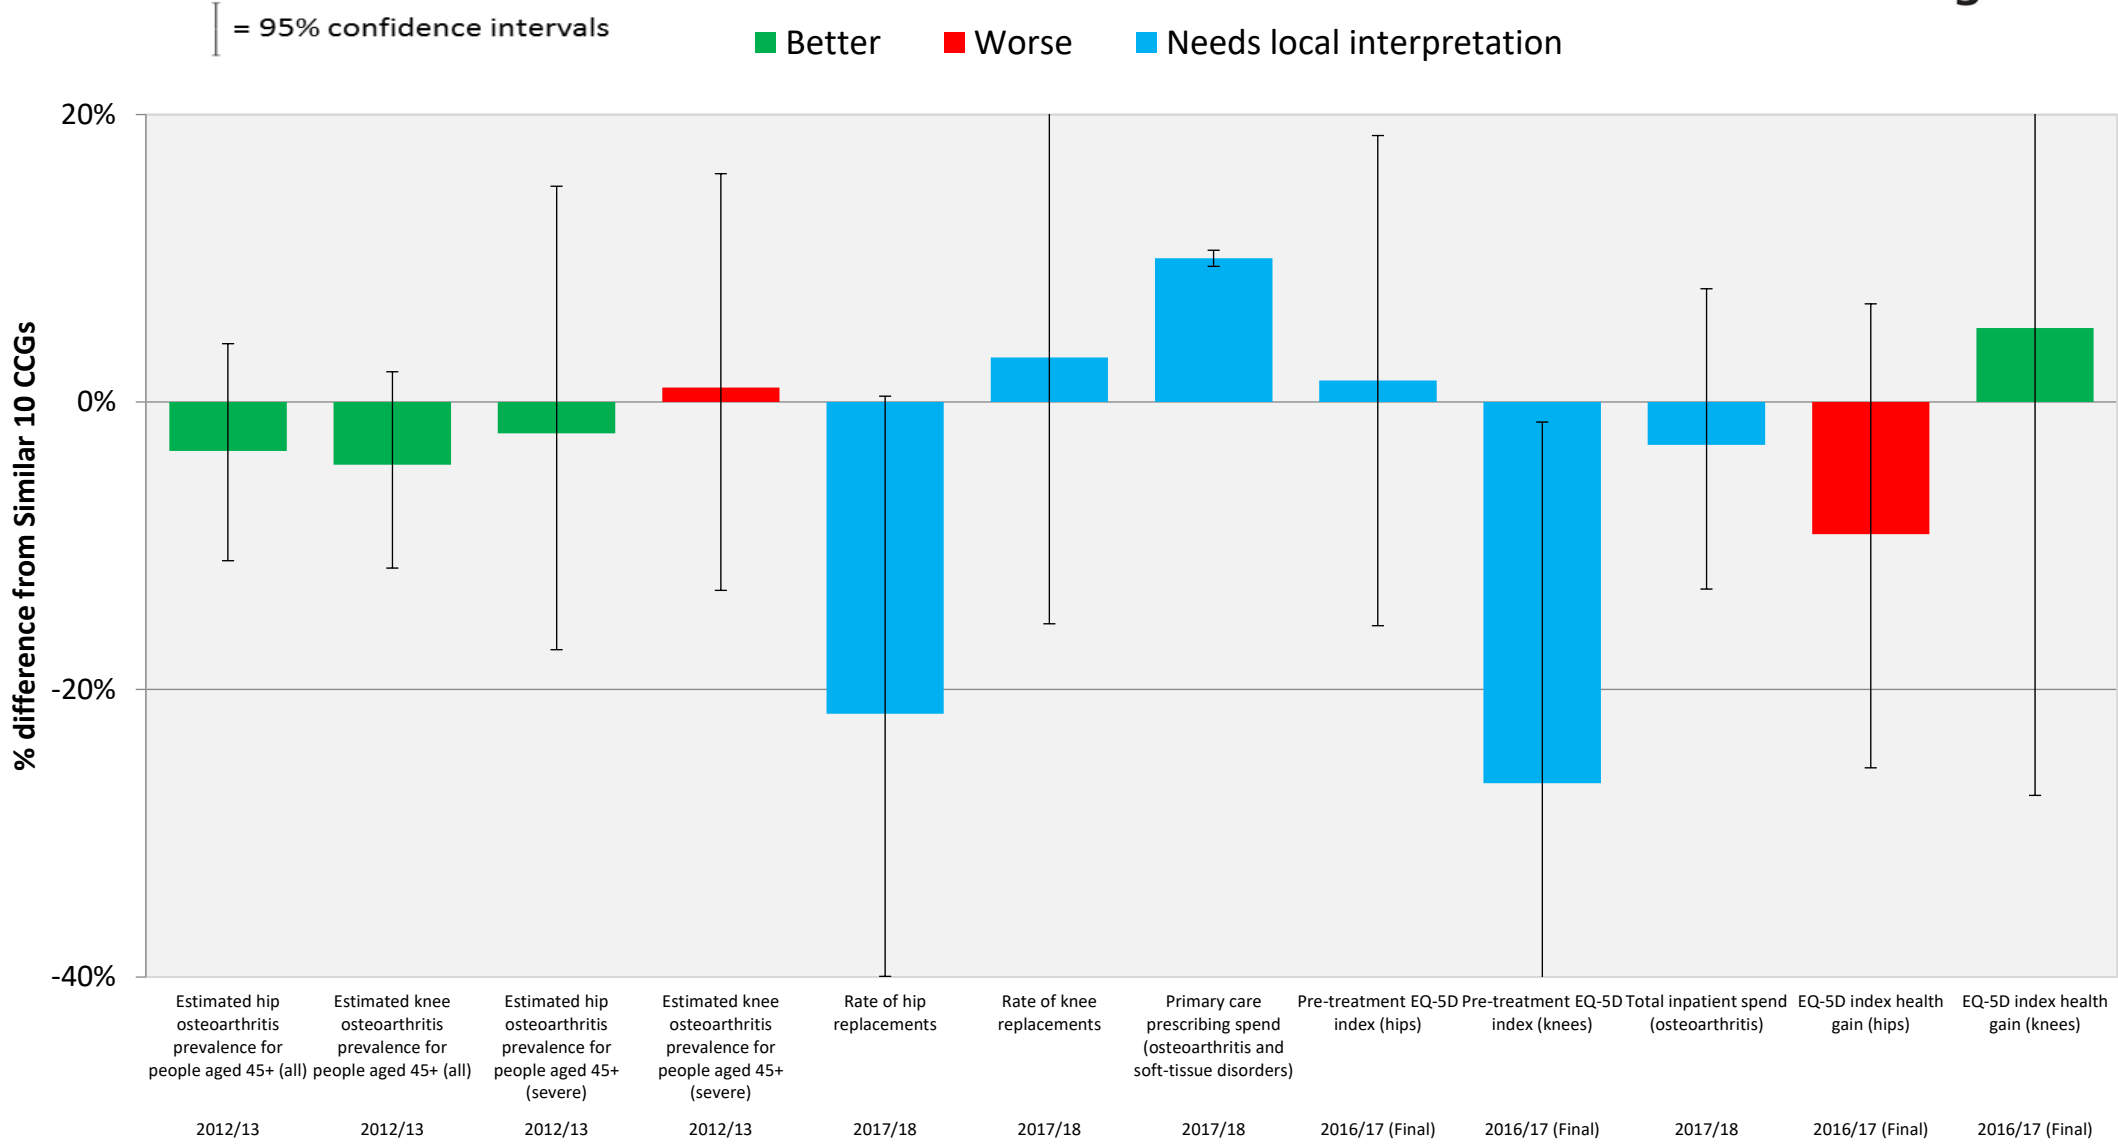 = 95% confidence intervals
Better
Worse
Needs local interpretation
% difference from Similar 10 CCGs
20%
0%
-20%
-40%
Estimated hip
osteoarthritis
prevalence for
people aged 45+ (all)
2012/13
Estimated knee
osteoarthritis
prevalence for
people aged 45+ (all)
2012/13
Estimated hip
osteoarthritis
prevalence for
people aged 45+
(severe)
2012/13
Estimated knee
osteoarthritis
prevalence for
people aged 45+
(severe)
2012/13
Rate of hip
replacements
2017/18
Rate of knee
replacements
2017/18
Primary care
prescribing spend
(osteoarthritis and
soft-tissue disorders)
2017/18
Pre-treatment EQ-5D
index (hips)
2016/17 (Final)
Pre-treatment EQ-5D
index (knees)
2016/17 (Final)
Total inpatient spend
(osteoarthritis)
2017/18
EQ-5D index health
gain (hips)
2016/17 (Final)
EQ-5D index health
gain (knees)
2016/17 (Final)